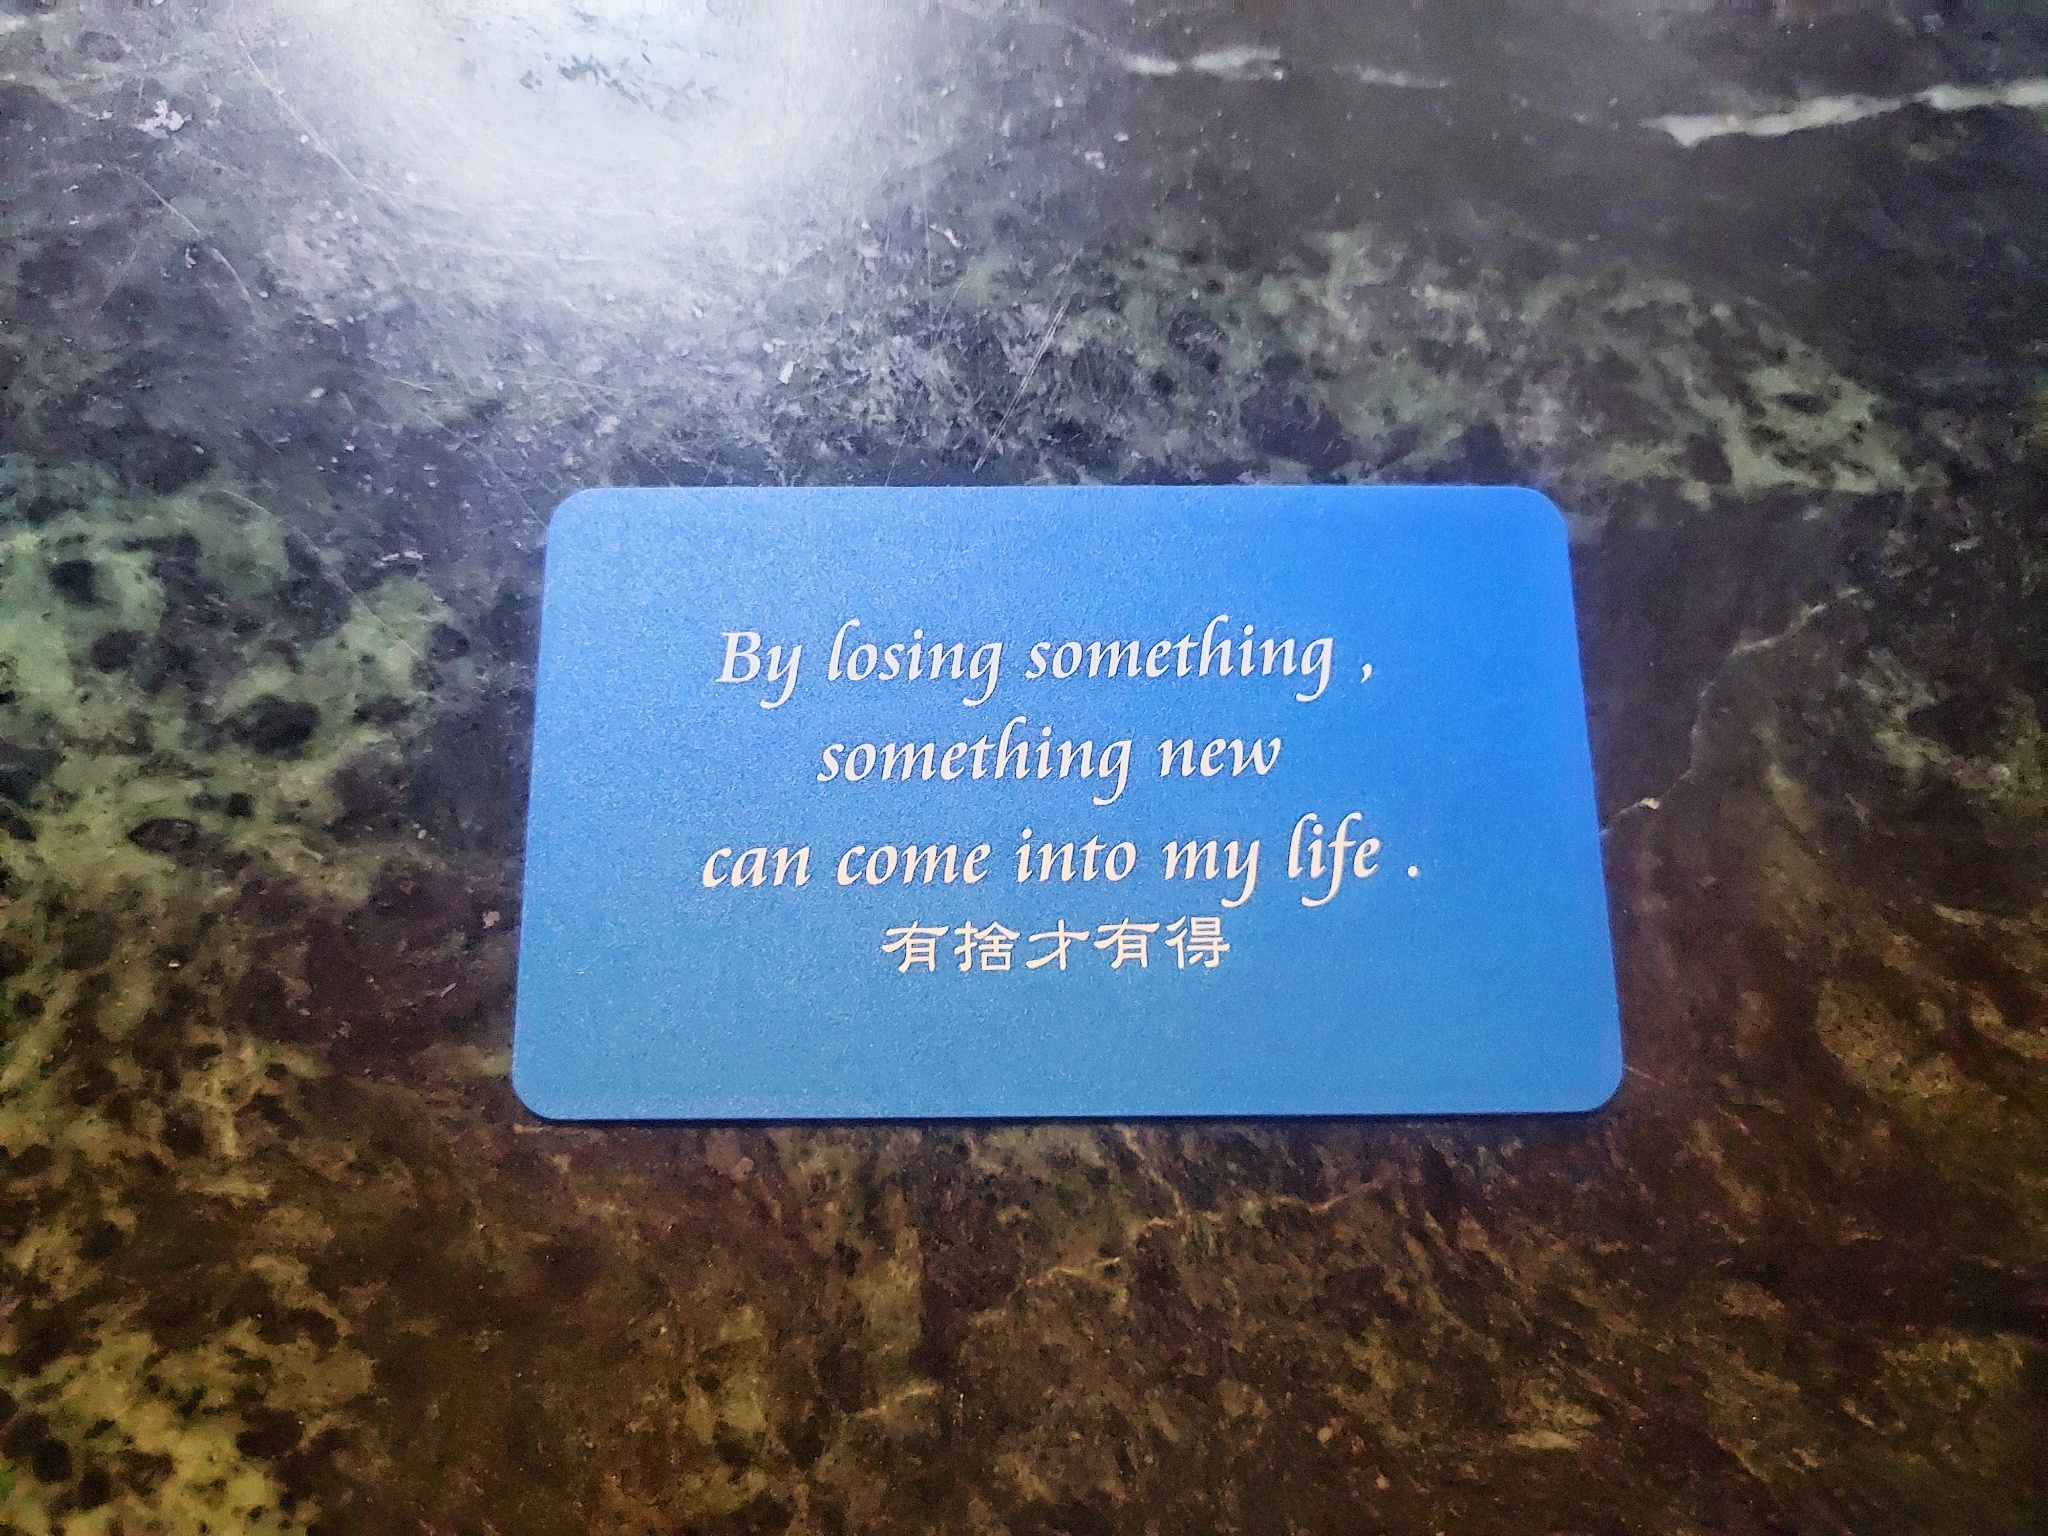 By losing something ,
something new
can come into my life .
有捨才有得